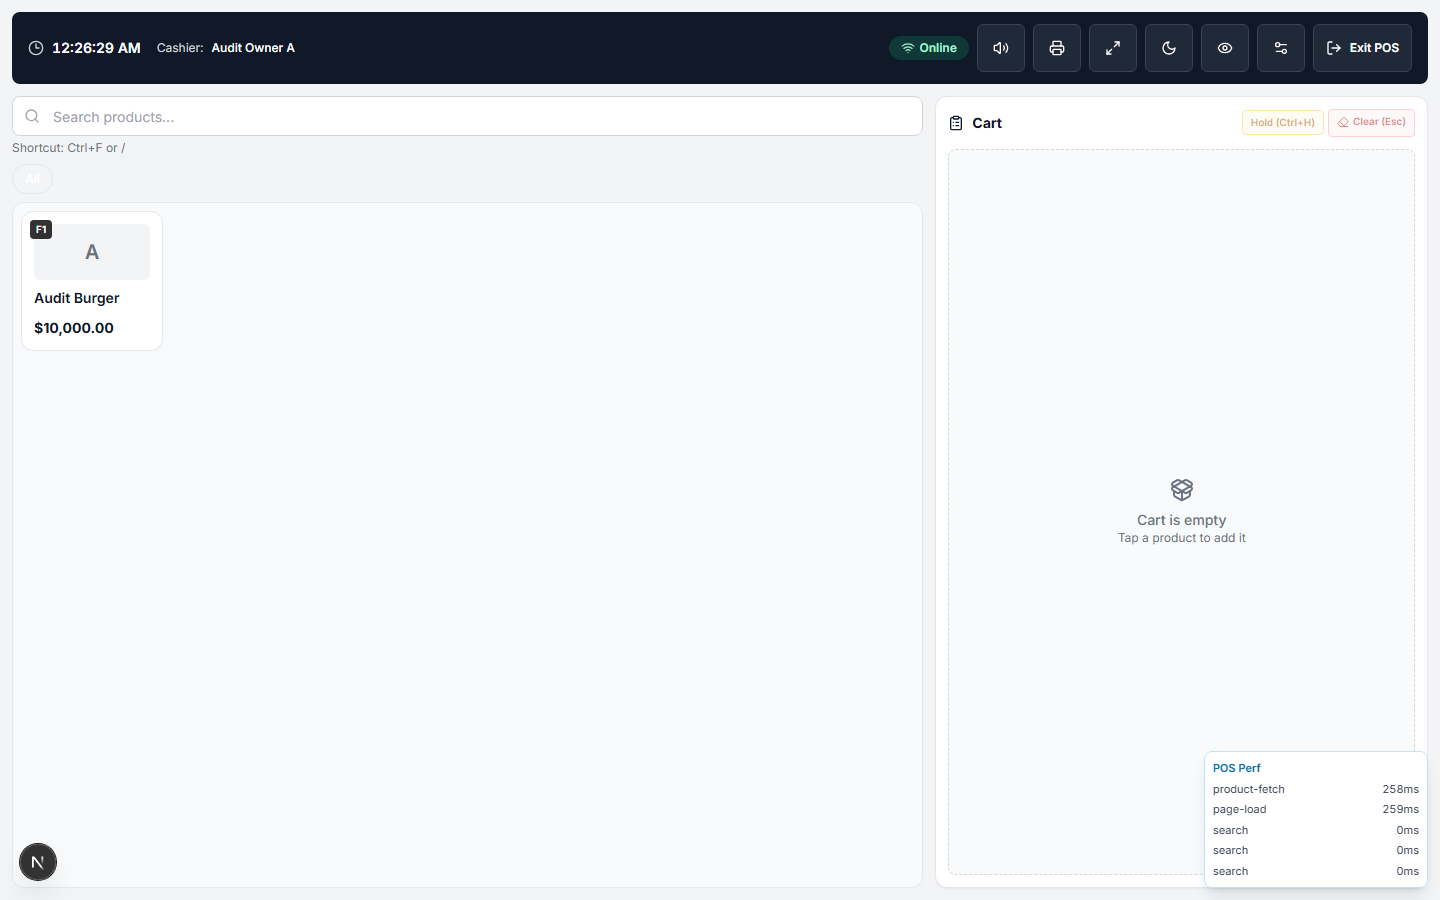 12:26:29 AM Cashier: Audit Owner A Online Exit POS
Search products...
Shortcut: Ctrl+F or /
All
F1
A
Audit Burger
$10,000.00
Cart Hold (Ctrl+H) Clear (Esc)
Cart is empty
Tap a product to add it
POS Perf
product-fetch 258ms
page-load 259ms
search 0ms
search 0ms
search 0ms
N